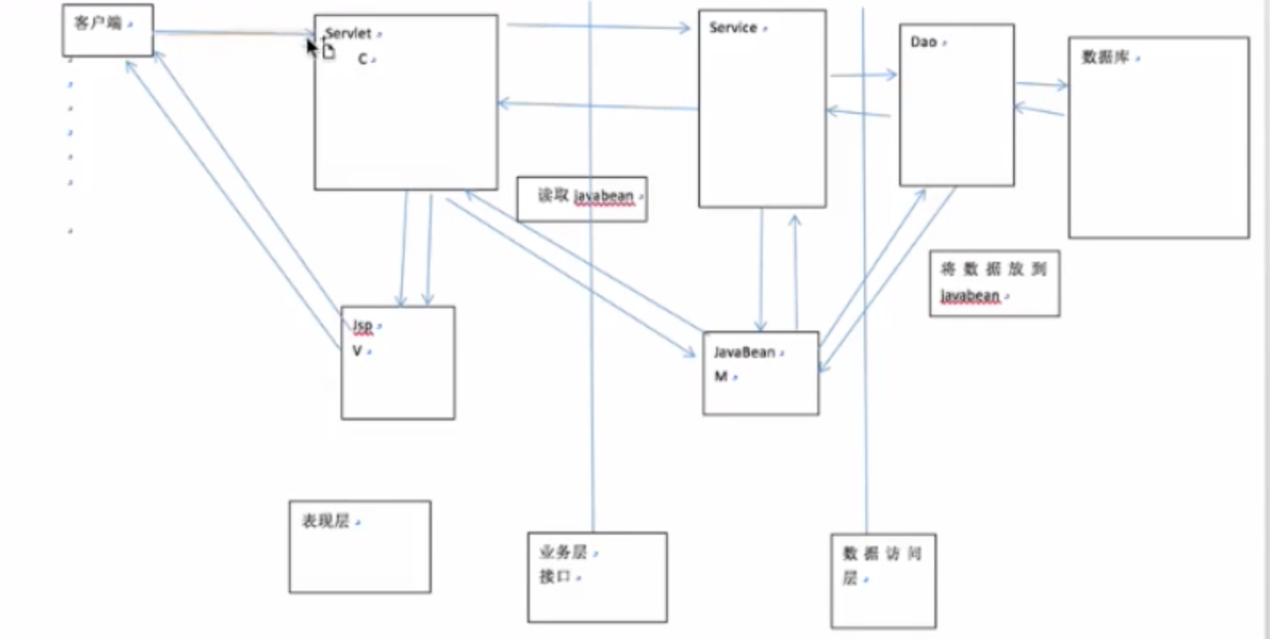 客户端
Servlet
C
Service
Dao
数据库
读取 javabean
将数据放到
javabean
Jsp
V
JavaBean
M
表现层
业务层
接口
数据访问
层